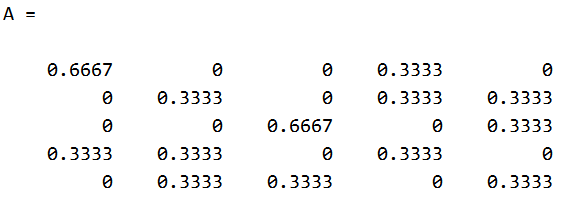 A =
0.6667 0 0 0.3333 0
0 0.3333 0 0.3333 0.3333
0 0 0.6667 0 0.3333
0.3333 0.3333 0 0.3333 0
0 0.3333 0.3333 0 0.3333